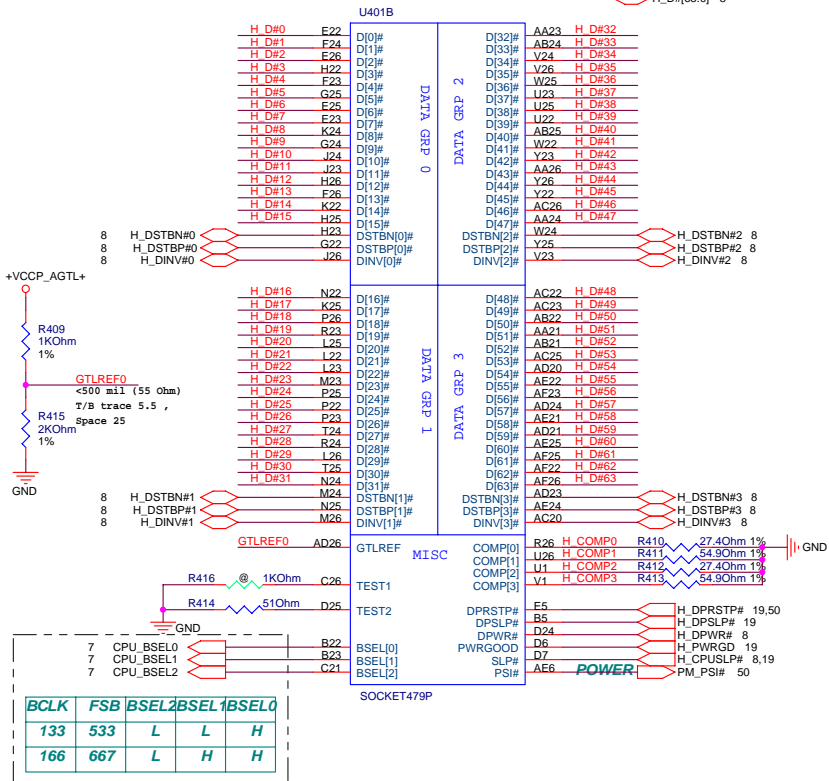 U401B
H_D#0 E22 D[0]# D[32]# AA23 H_D#32
H_D#1 F24 D[1]# D[33]# AB24 H_D#33
H_D#2 E26 D[2]# D[34]# V24 H_D#34
H_D#3 H22 D[3]# D[35]# V26 H_D#35
H_D#4 F23 D[4]# D[36]# W25 H_D#36
H_D#5 G25 D[5]# D[37]# U23 H_D#37
H_D#6 E25 D[6]# D[38]# U25 H_D#38
H_D#7 E23 D[7]# D[39]# U22 H_D#39
H_D#8 K24 D[8]# D[40]# AB25 H_D#40
H_D#9 G24 D[9]# D[41]# W22 H_D#41
H_D#10 J24 D[10]# D[42]# Y23 H_D#42
H_D#11 J23 D[11]# D[43]# AA26 H_D#43
H_D#12 H26 D[12]# D[44]# Y26 H_D#44
H_D#13 F26 D[13]# D[45]# Y22 H_D#45
H_D#14 K22 D[14]# D[46]# AC26 H_D#46
H_D#15 H25 D[15]# D[47]# AA24 H_D#47
8 H_DSTBN#0 H23 DSTBN[0]# DSTBN[2]# W24 H_DSTBN#2 8
8 H_DSTBP#0 G22 DSTBP[0]# DSTBP[2]# Y25 H_DSTBP#2 8
8 H_DINV#0 J26 DINV[0]# DINV[2]# V23 H_DINV#2 8
DATA GRP 0
DATA GRP 2
H_D#16 N22 D[16]# D[48]# AC22 H_D#48
H_D#17 K25 D[17]# D[49]# AC23 H_D#49
H_D#18 P26 D[18]# D[50]# AB22 H_D#50
H_D#19 R23 D[19]# D[51]# AA21 H_D#51
H_D#20 L25 D[20]# D[52]# AB21 H_D#52
H_D#21 L22 D[21]# D[53]# AC25 H_D#53
H_D#22 L23 D[22]# D[54]# AD20 H_D#54
H_D#23 M23 D[23]# D[55]# AE22 H_D#55
H_D#24 P25 D[24]# D[56]# AF23 H_D#56
H_D#25 P22 D[25]# D[57]# AD24 H_D#57
H_D#26 P23 D[26]# D[58]# AE21 H_D#58
H_D#27 T24 D[27]# D[59]# AD21 H_D#59
H_D#28 R24 D[28]# D[60]# AE25 H_D#60
H_D#29 L26 D[29]# D[61]# AF25 H_D#61
H_D#30 T25 D[30]# D[62]# AF22 H_D#62
H_D#31 N24 D[31]# D[63]# AF26 H_D#63
8 H_DSTBN#1 M24 DSTBN[1]# DSTBN[3]# AD23 H_DSTBN#3 8
8 H_DSTBP#1 N25 DSTBP[1]# DSTBP[3]# AE24 H_DSTBP#3 8
8 H_DINV#1 M26 DINV[1]# DINV[3]# AC20 H_DINV#3 8
DATA GRP 1
DATA GRP 3
+VCCP_AGTL+
R409
1KOhm
1%
GTLREF0
<500 mil (55 Ohm)
T/B trace 5.5 ,
Space 25
R415
2KOhm
1%
GND
GTLREF0 AD26 GTLREF
MISC
COMP[0] R26 H_COMP0 R410 27.4Ohm 1%
COMP[1] U26 H_COMP1 R411 54.9Ohm 1%
COMP[2] U1 H_COMP2 R412 27.4Ohm 1%
COMP[3] V1 H_COMP3 R413 54.9Ohm 1%
GND
R416 @ 1KOhm C26 TEST1
R414 51Ohm D25 TEST2
GND
DPRSTP# E5 H_DPRSTP# 19,50
DPSLP# B5 H_DPSLP# 19
DPWR# D24 H_DPWR# 8
PWRGOOD D6 H_PWRGD 19
SLP# D7 H_CPUSLP# 8,19
PSI# AE6 POWER PM_PSI# 50
7 CPU_BSEL0 B22 BSEL[0]
7 CPU_BSEL1 B23 BSEL[1]
7 CPU_BSEL2 C21 BSEL[2]
SOCKET479P
BCLK FSB BSEL2 BSEL1 BSEL0
133 533 L L H
166 667 L H H